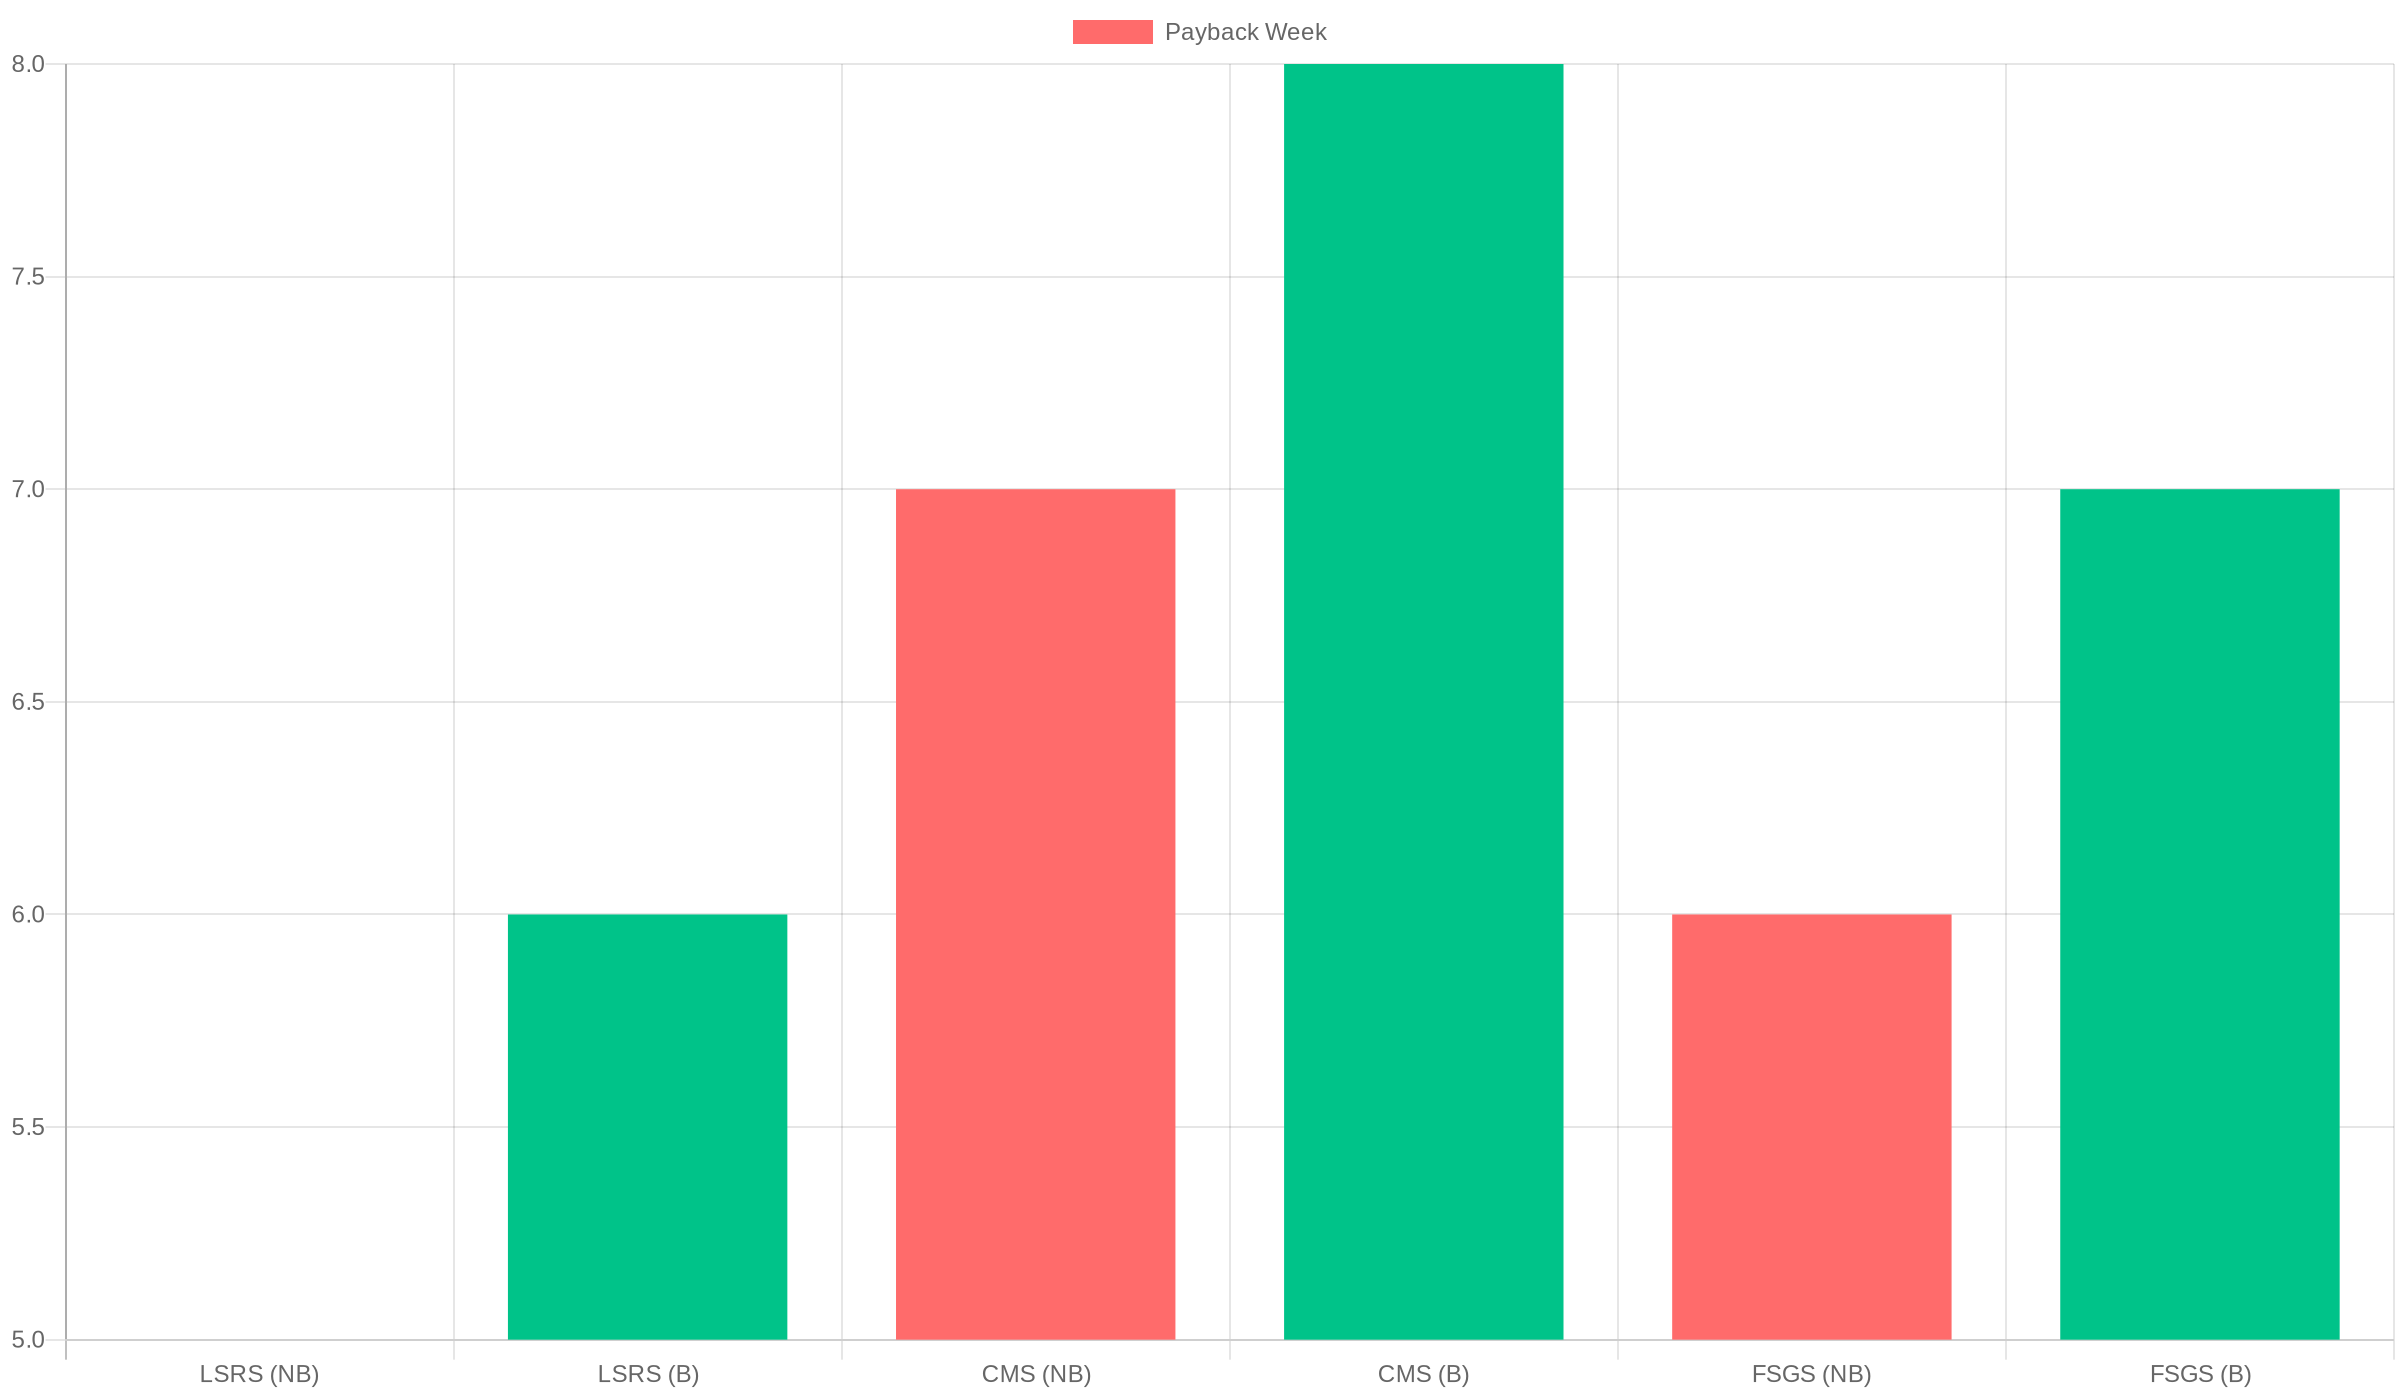 Payback Week
8.0
7.5
7.0
6.5
6.0
5.5
5.0
LSRS (NB)
LSRS (B)
CMS (NB)
CMS (B)
FSGS (NB)
FSGS (B)